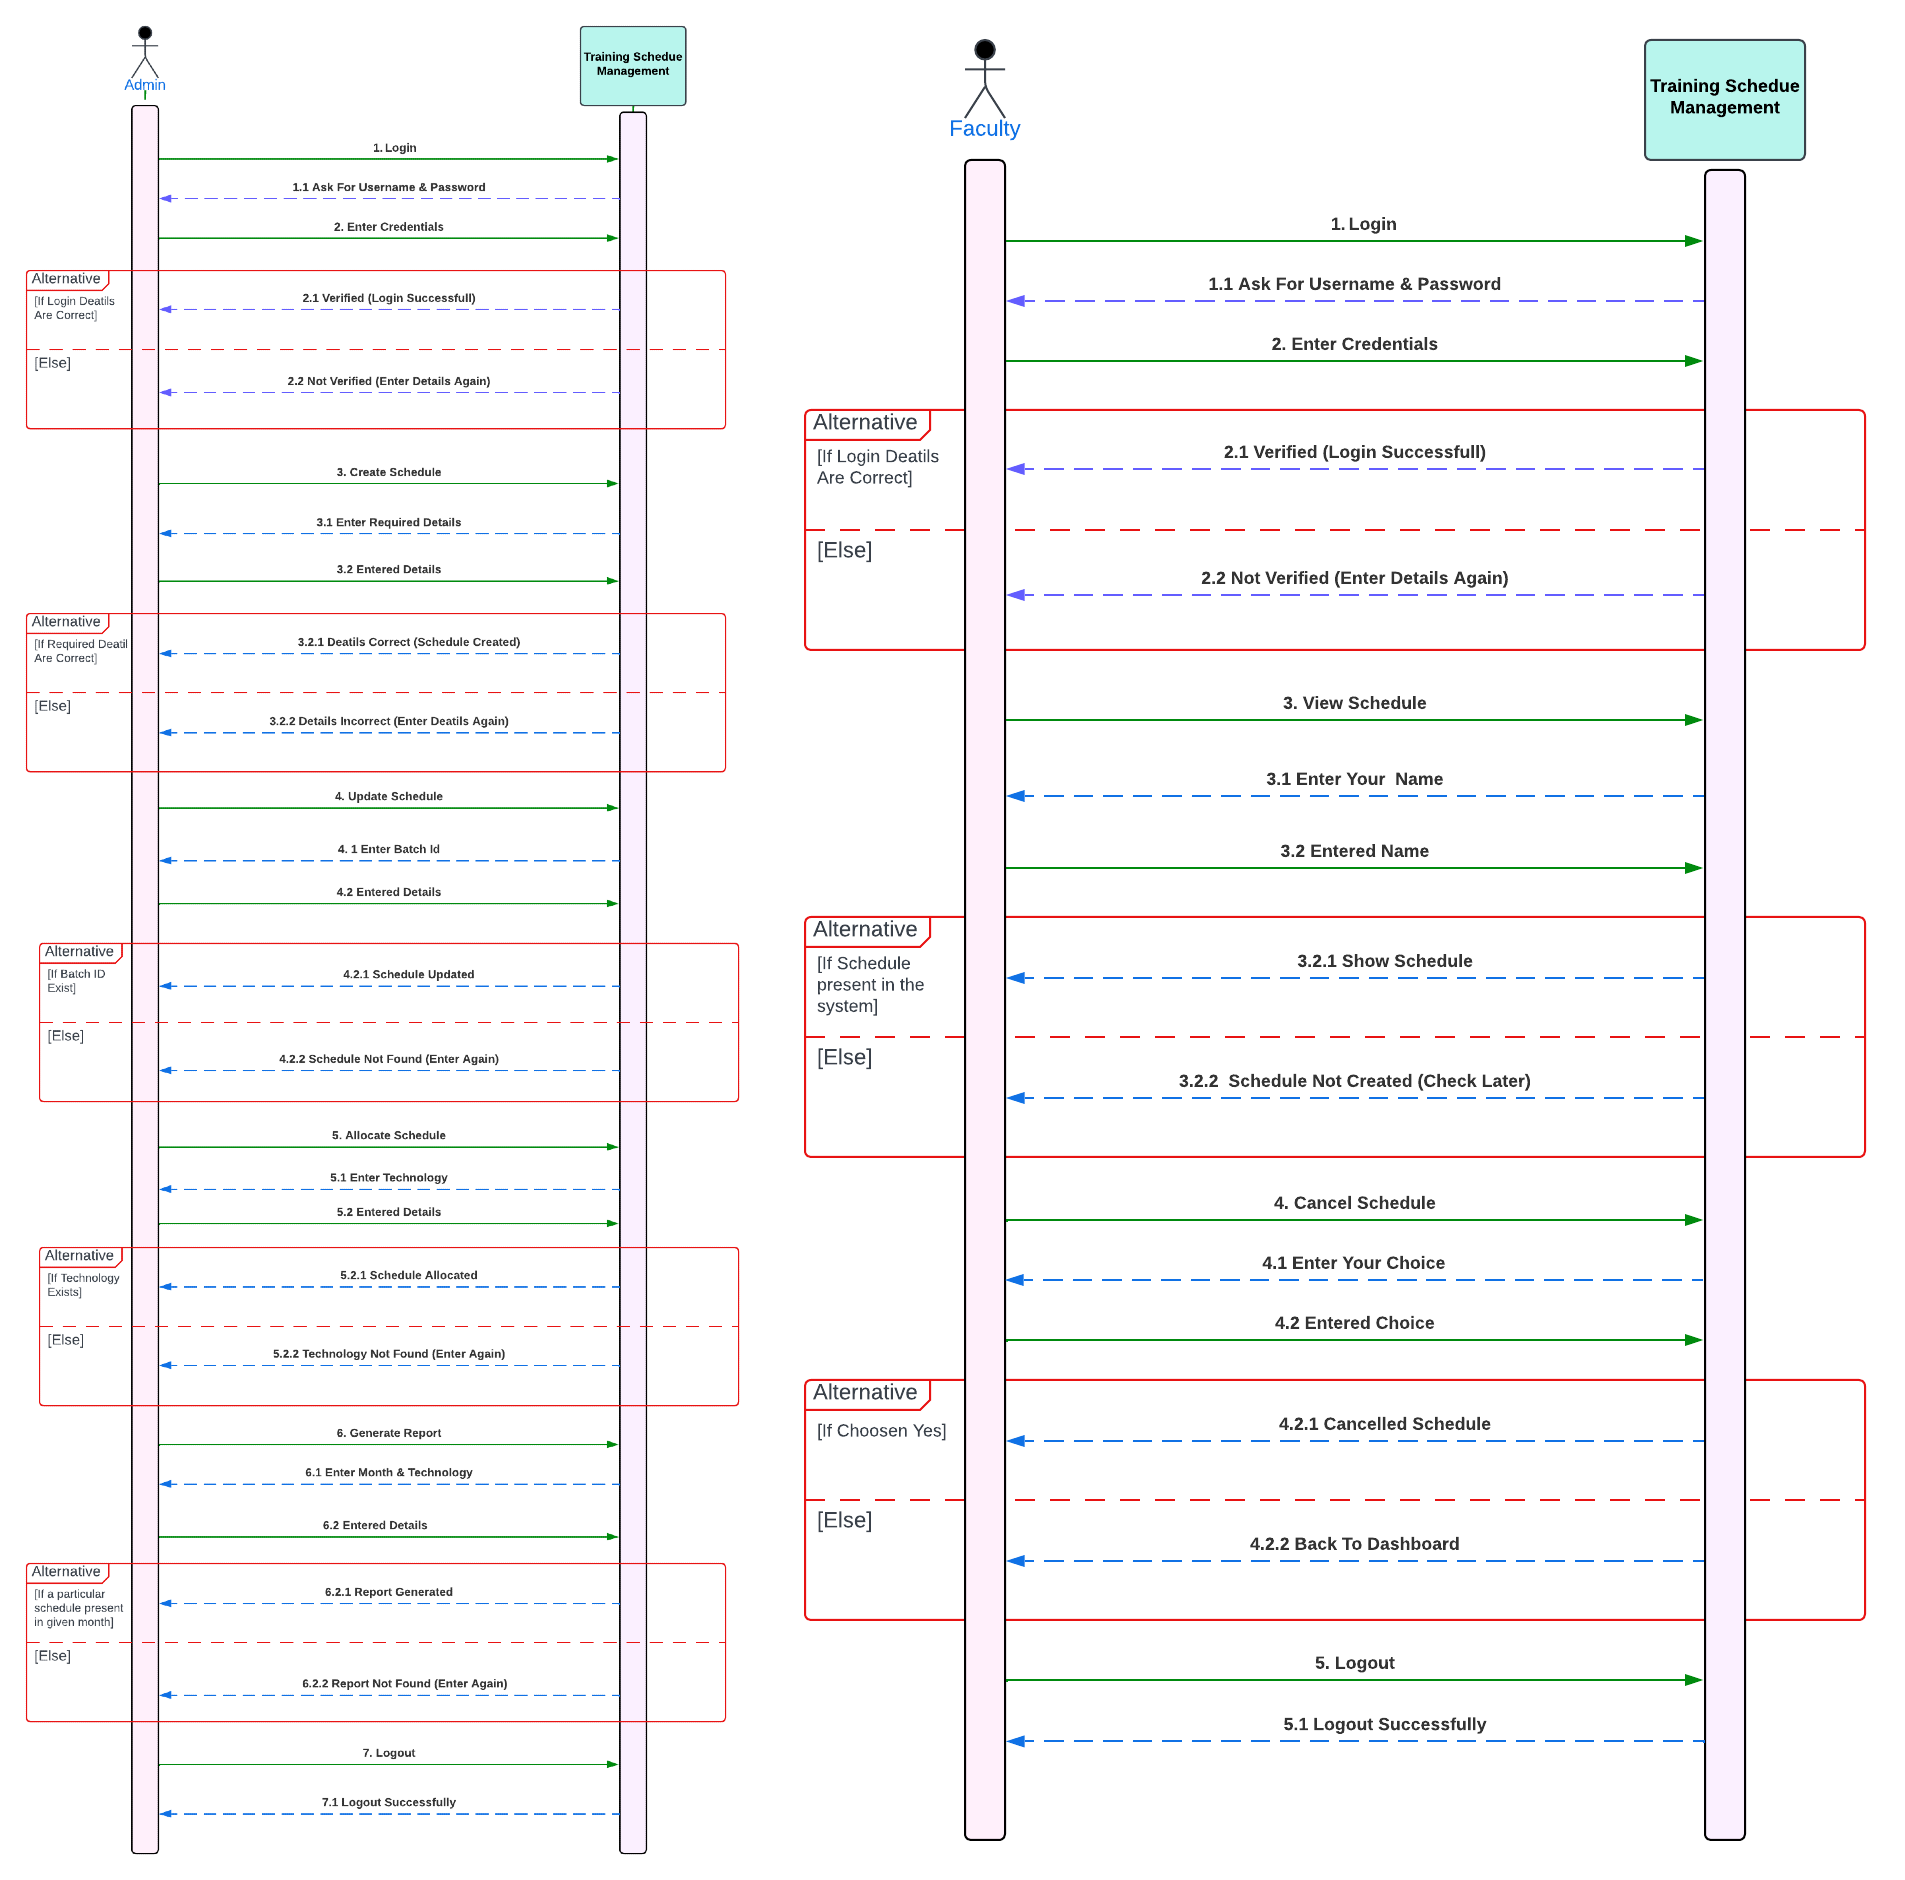 Admin
Training Schedue
Management
1. Login
1.1 Ask For Username & Password
2. Enter Credentials
Alternative
[If Login Deatils
Are Correct]
2.1 Verified (Login Successfull)
[Else]
2.2 Not Verified (Enter Details Again)
3. Create Schedule
3.1 Enter Required Details
3.2 Entered Details
Alternative
[If Required Deatil
Are Correct]
3.2.1 Deatils Correct (Schedule Created)
[Else]
3.2.2 Details Incorrect (Enter Deatils Again)
4. Update Schedule
4. 1 Enter Batch Id
4.2 Entered Details
Alternative
[If Batch ID
Exist]
4.2.1 Schedule Updated
[Else]
4.2.2 Schedule Not Found (Enter Again)
5. Allocate Schedule
5.1 Enter Technology
5.2 Entered Details
Alternative
[If Technology
Exists]
5.2.1 Schedule Allocated
[Else]
5.2.2 Technology Not Found (Enter Again)
6. Generate Report
6.1 Enter Month & Technology
6.2 Entered Details
Alternative
[If a particular
schedule present
in given month]
6.2.1 Report Generated
[Else]
6.2.2 Report Not Found (Enter Again)
7. Logout
7.1 Logout Successfully
Faculty
Training Schedue
Management
1. Login
1.1 Ask For Username & Password
2. Enter Credentials
Alternative
[If Login Deatils
Are Correct]
2.1 Verified (Login Successfull)
[Else]
2.2 Not Verified (Enter Details Again)
3. View Schedule
3.1 Enter Your  Name
3.2 Entered Name
Alternative
[If Schedule
present in the
system]
3.2.1 Show Schedule
[Else]
3.2.2  Schedule Not Created (Check Later)
4. Cancel Schedule
4.1 Enter Your Choice
4.2 Entered Choice
Alternative
[If Choosen Yes]
4.2.1 Cancelled Schedule
[Else]
4.2.2 Back To Dashboard
5. Logout
5.1 Logout Successfully